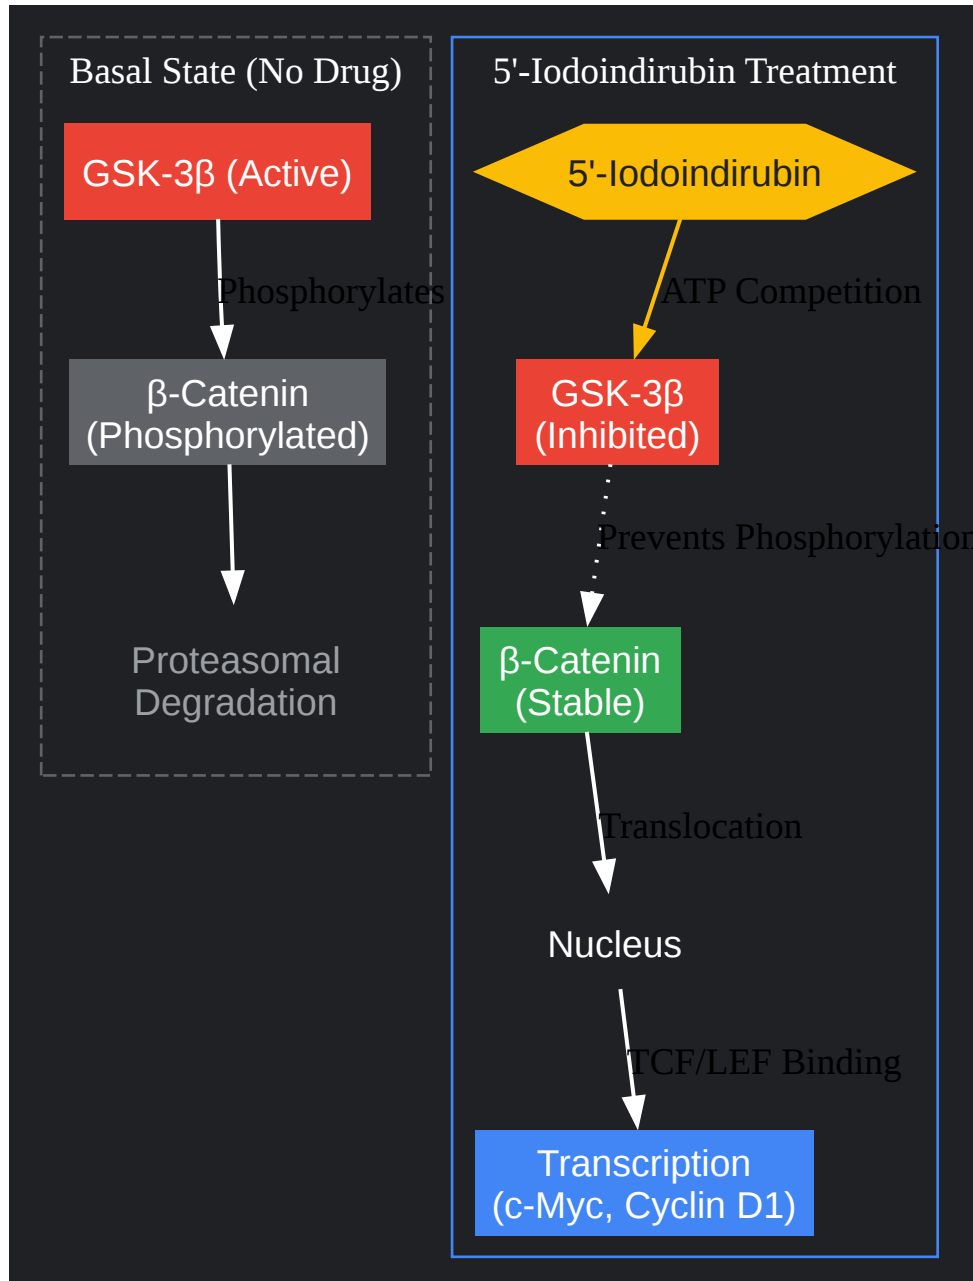 Basal State (No Drug)
GSK-3β (Active)
Phosphorylates
β-Catenin
(Phosphorylated)
Proteasomal
Degradation
5'-Iodoindirubin Treatment
5'-Iodoindirubin
ATP Competition
GSK-3β
(Inhibited)
Prevents Phosphorylation
β-Catenin
(Stable)
Translocation
Nucleus
TCF/LEF Binding
Transcription
(c-Myc, Cyclin D1)